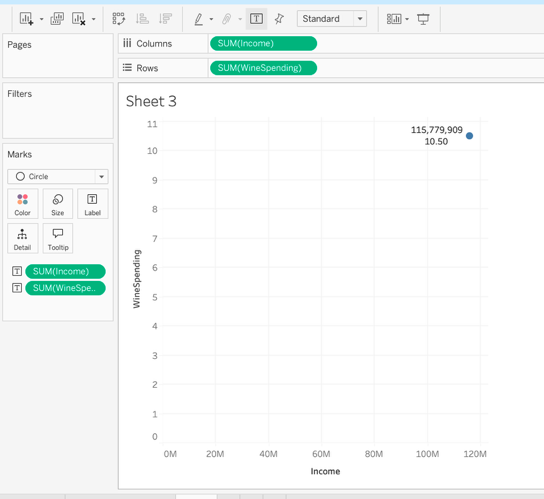 Standard
Pages
Columns
SUM(Income)
Rows
SUM(WineSpending)
Filters
Marks
Circle
Color
Size
Label
Detail
Tooltip
SUM(Income)
SUM(WineSpe..
Sheet 3
11
10
9
8
7
6
5
4
3
2
1
0
WineSpending
115,779,909
10.50
0M 20M 40M 60M 80M 100M 120M
Income